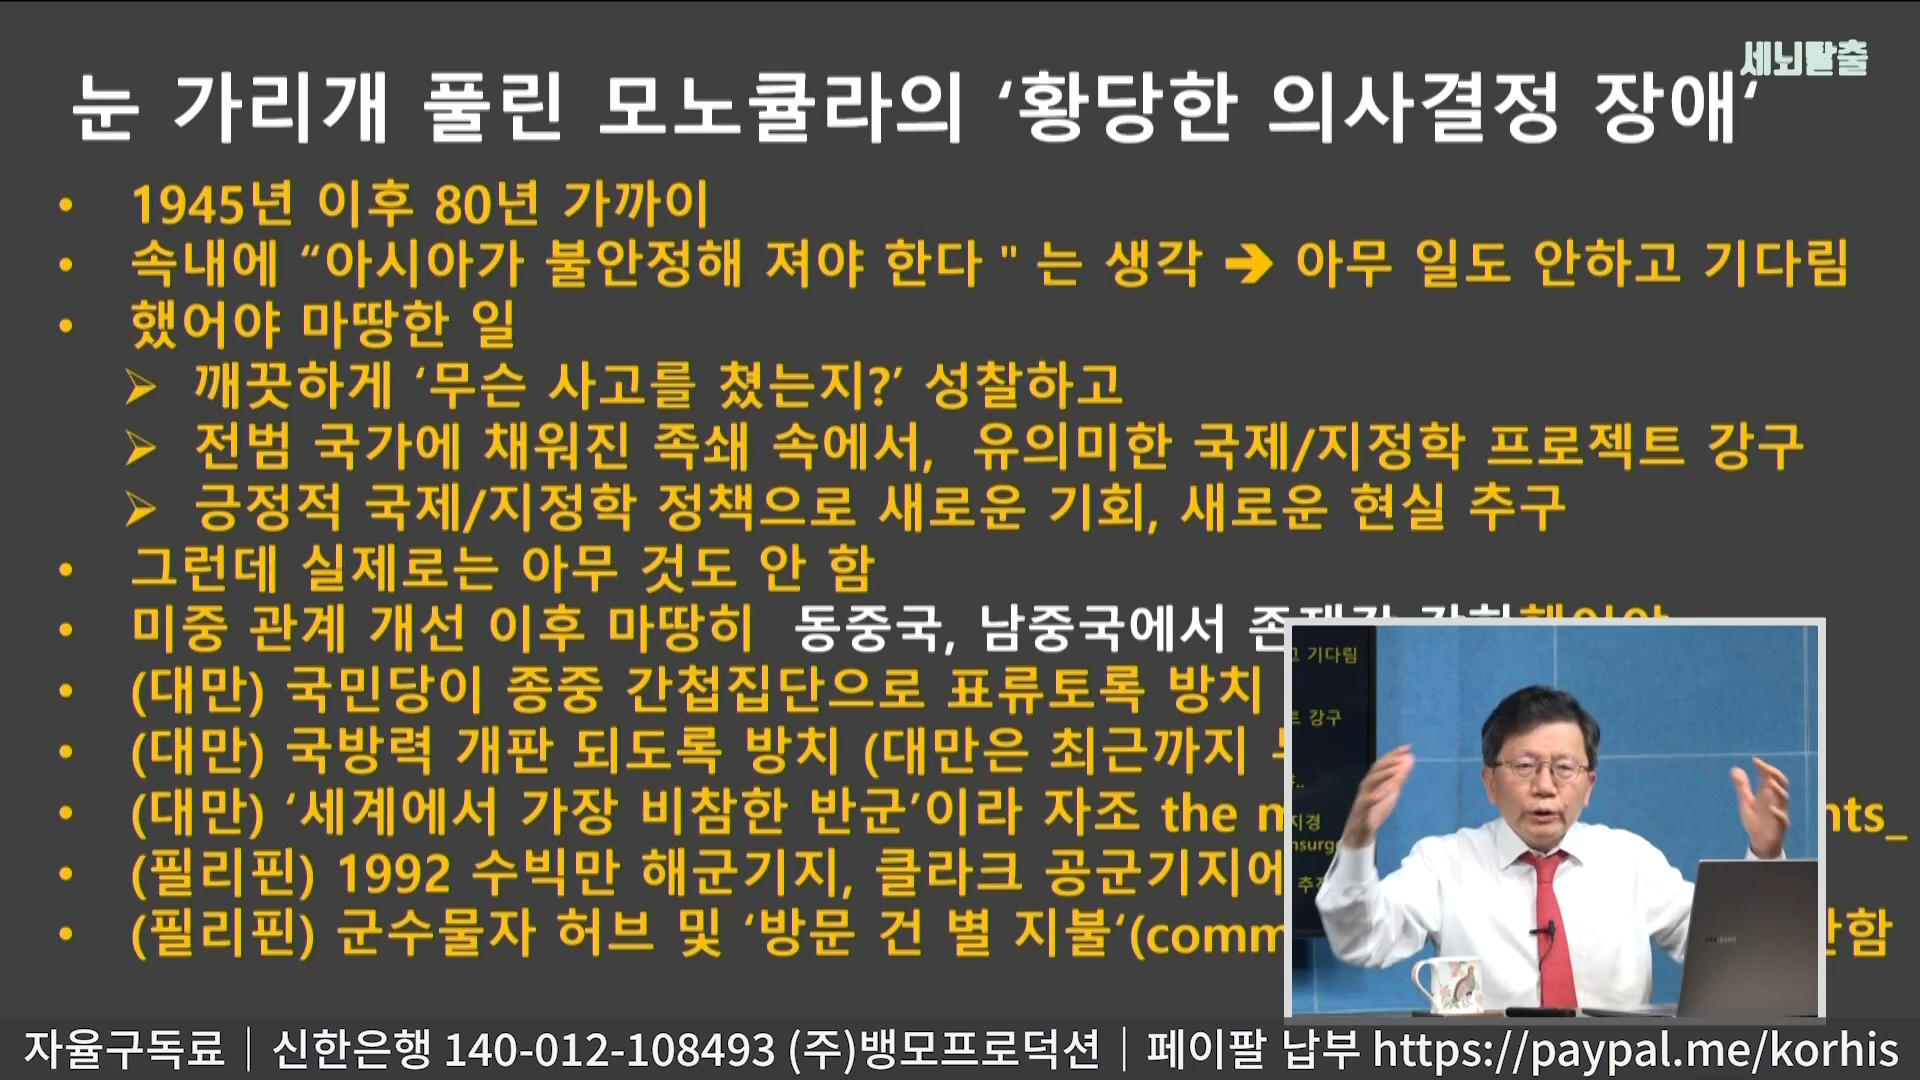 세뇌탈출
눈 가리개 풀린 모노큘라의 ‘황당한 의사결정 장애‘
• 1945년 이후 80년 가까이
• 속내에 “아시아가 불안정해 져야 한다 " 는 생각 ➔ 아무 일도 안하고 기다림
• 했어야 마땅한 일
➢ 깨끗하게 ‘무슨 사고를 쳤는지?’ 성찰하고
➢ 전범 국가에 채워진 족쇄 속에서, 유의미한 국제/지정학 프로젝트 강구
➢ 긍정적 국제/지정학 정책으로 새로운 기회, 새로운 현실 추구
• 그런데 실제로는 아무 것도 안 함
• 미중 관계 개선 이후 마땅히 동중국, 남중국에서
• (대만) 국민당이 종중 간첩집단으로 표류토록 방치
• (대만) 국방력 개판 되도록 방치 (대만은 최근까지
• (대만) ‘세계에서 가장 비참한 반군’이라 자조 the
• (필리핀) 1992 수빅만 해군기지, 클라크 공군기지에
• (필리핀) 군수물자 허브 및 ‘방문 건 별 지불‘(comm
기다림
강구
지경
자율구독료｜신한은행 140-012-108493 (주)뱅모프로덕션｜페이팔 납부 https://paypal.me/korhis